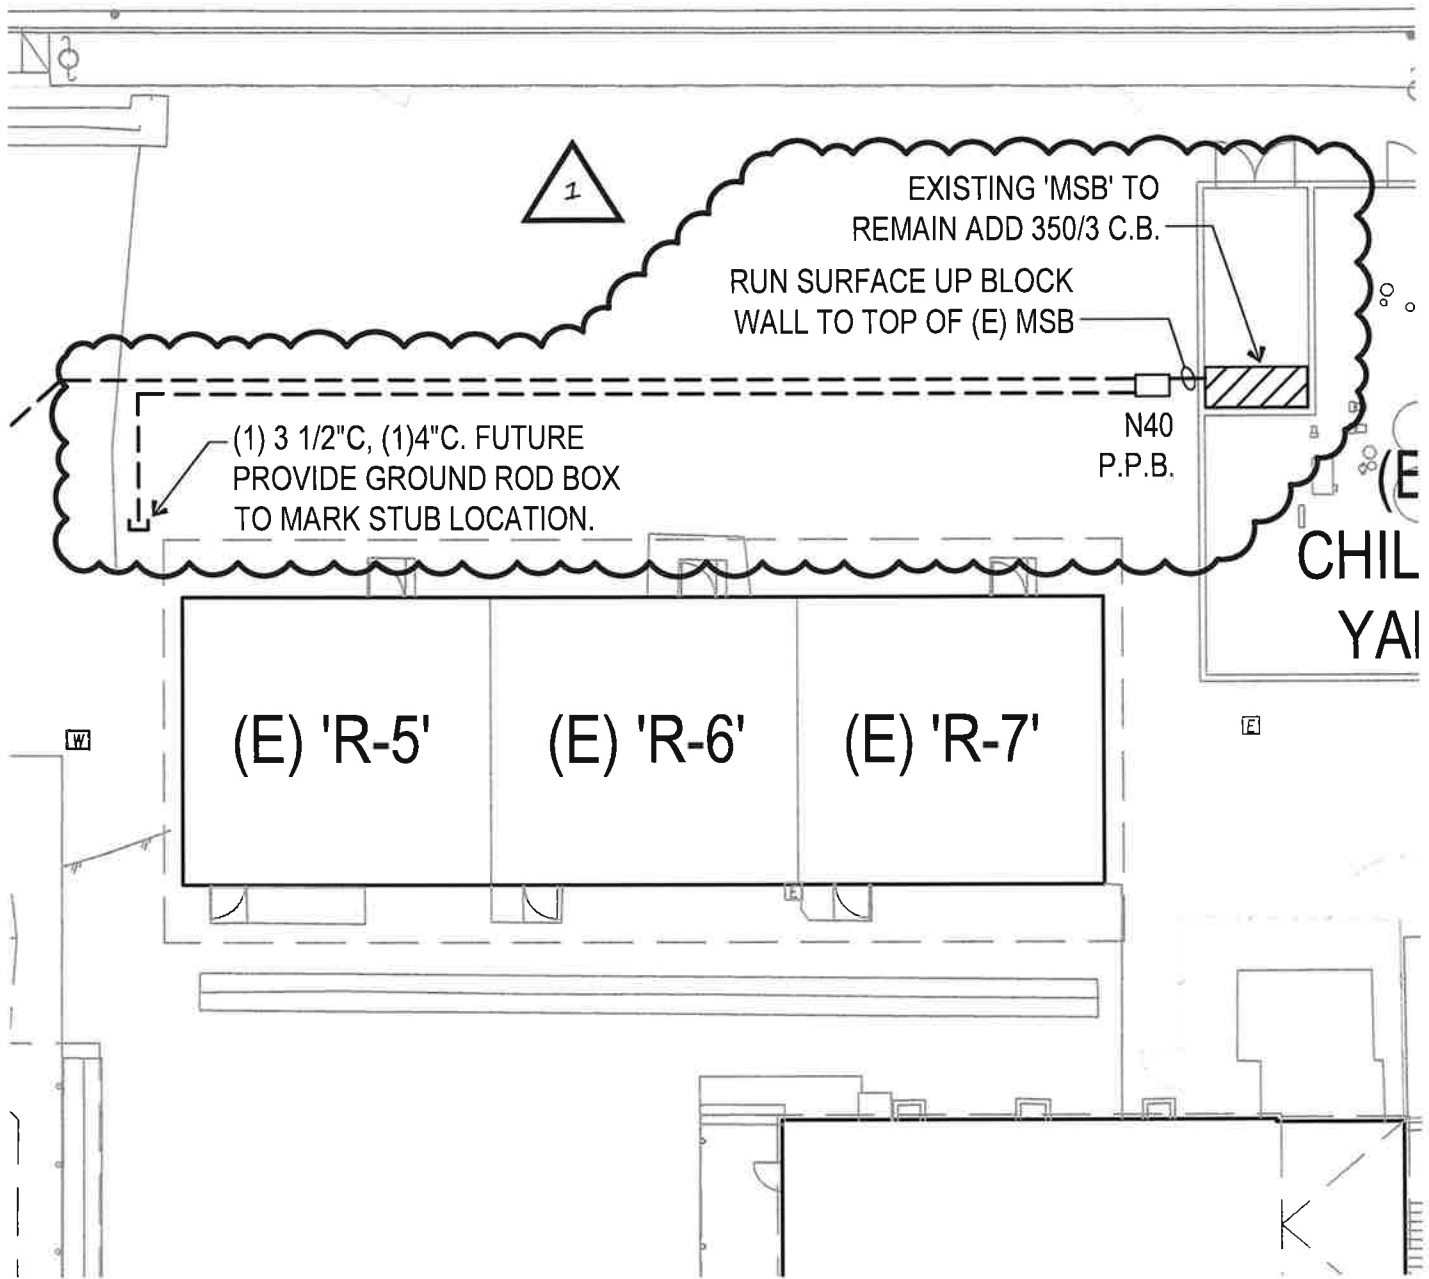 1
EXISTING 'MSB' TO
REMAIN ADD 350/3 C.B.
RUN SURFACE UP BLOCK
WALL TO TOP OF (E) MSB
N40
P.P.B.
(1) 3 1/2"C, (1)4"C. FUTURE
PROVIDE GROUND ROD BOX
TO MARK STUB LOCATION.
(E
CHIL
YA
(E) 'R-5'
(E) 'R-6'
(E) 'R-7'
W
E
E
K